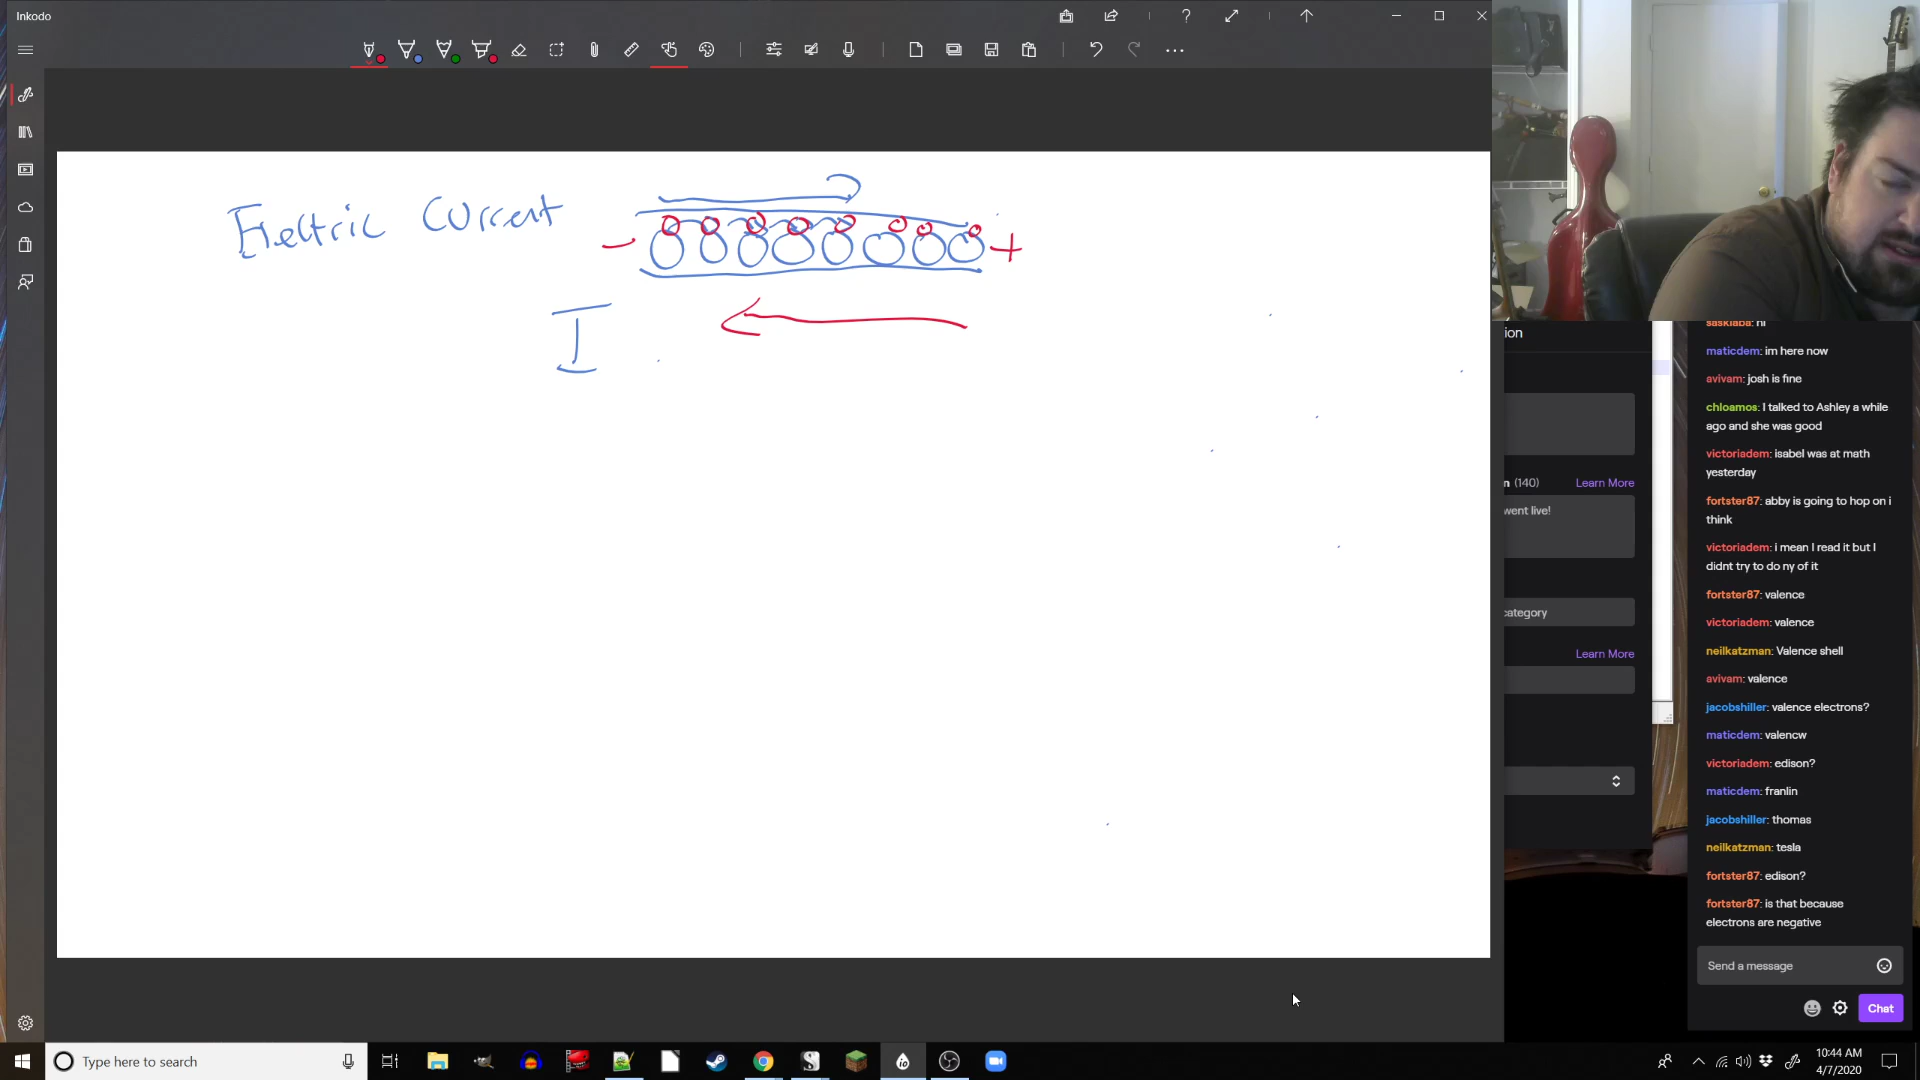 Inkodo
Electric Current
-
+
I
ion
n (140)
Learn More
went live!
category
Learn More
saskiaba: hi
maticdem: im here now
avivam: josh is fine
chloamos: I talked to Ashley a while
ago and she was good
victoriadem: isabel was at math
yesterday
fortster87: abby is going to hop on i
think
victoriadem: i mean I read it but I
didnt try to do ny of it
fortster87: valence
victoriadem: valence
neilkatzman: Valence shell
avivam: valence
jacobshiller: valence electrons?
maticdem: valencw
victoriadem: edison?
maticdem: franlin
jacobshiller: thomas
neilkatzman: tesla
fortster87: edison?
fortster87: is that because
electrons are negative
Send a message
Chat
Type here to search
10:44 AM
4/7/2020